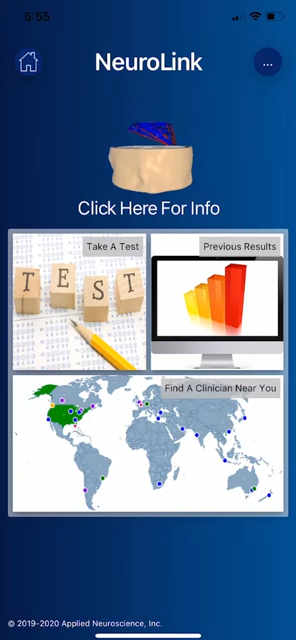 5:55
NeuroLink
...
Click Here For Info
Take A Test
Previous Results
TEST
Find A Clinician Near You
© 2019-2020 Applied Neuroscience, Inc.